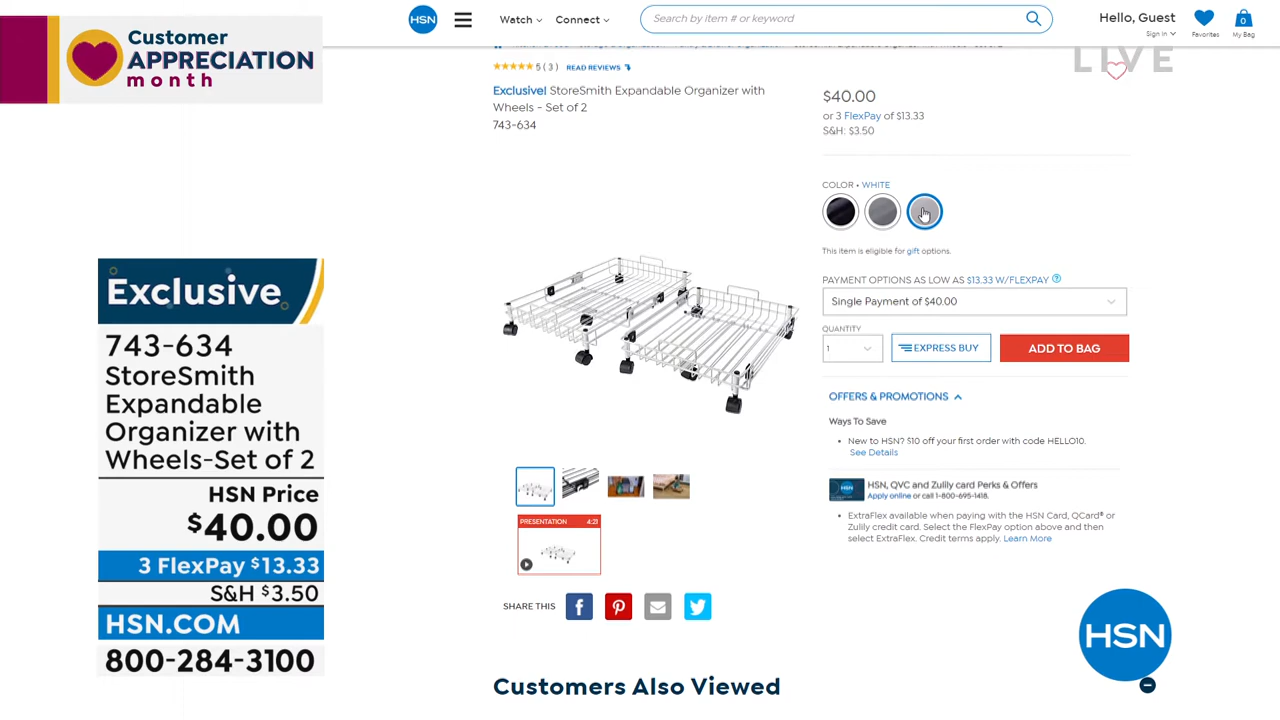 Customer
APPRECIATION
month
HSN
Watch
Connect
Search by item # or keyword
Hello, Guest
Sign In
Favorites
0
My Bag
LIVE
5 ( 3 ) READ REVIEWS
Exclusive! StoreSmith Expandable Organizer with
Wheels - Set of 2
743-634
$40.00
or 3 FlexPay of $13.33
S&H: $3.50
COLOR • WHITE
This item is eligible for gift options.
PAYMENT OPTIONS AS LOW AS $13.33 W/FLEXPAY ?
Single Payment of $40.00
QUANTITY
1
EXPRESS BUY
ADD TO BAG
OFFERS & PROMOTIONS
Ways To Save
• New to HSN? $10 off your first order with code HELLO10.
See Details
HSN, QVC and Zulily card Perks & Offers
Apply online or call 1-800-695-1418.
• ExtraFlex available when paying with the HSN Card, QCard® or
Zulily credit card. Select the FlexPay option above and then
select ExtraFlex. Credit terms apply. Learn More
PRESENTATION 4:21
SHARE THIS
Customers Also Viewed
Exclusive
743-634
StoreSmith
Expandable
Organizer with
Wheels-Set of 2
HSN Price
$40.00
3 FlexPay $13.33
S&H $3.50
HSN.COM
800-284-3100
HSN